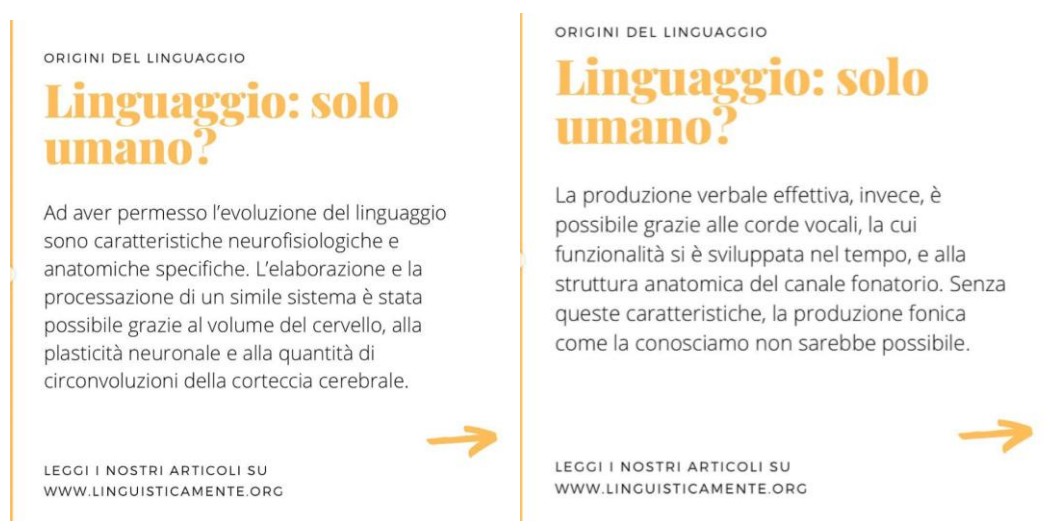 ORIGINI DEL LINGUAGGIO
Linguaggio: solo
umano?
Ad aver permesso l'evoluzione del linguaggio
sono caratteristiche neurofisiologiche e
anatomiche specifiche. L'elaborazione e la
processazione di un simile sistema è stata
possibile grazie al volume del cervello, alla
plasticità neuronale e alla quantità di
circonvoluzioni della corteccia cerebrale.
LEGGI I NOSTRI ARTICOLI SU
WWW.LINGUISTICAMENTE.ORG
ORIGINI DEL LINGUAGGIO
Linguaggio: solo
umano?
La produzione verbale effettiva, invece, è
possibile grazie alle corde vocali, la cui
funzionalità si è sviluppata nel tempo, e alla
struttura anatomica del canale fonatorio. Senza
queste caratteristiche, la produzione fonica
come la conosciamo non sarebbe possibile.
LEGGI I NOSTRI ARTICOLI SU
WWW.LINGUISTICAMENTE.ORG